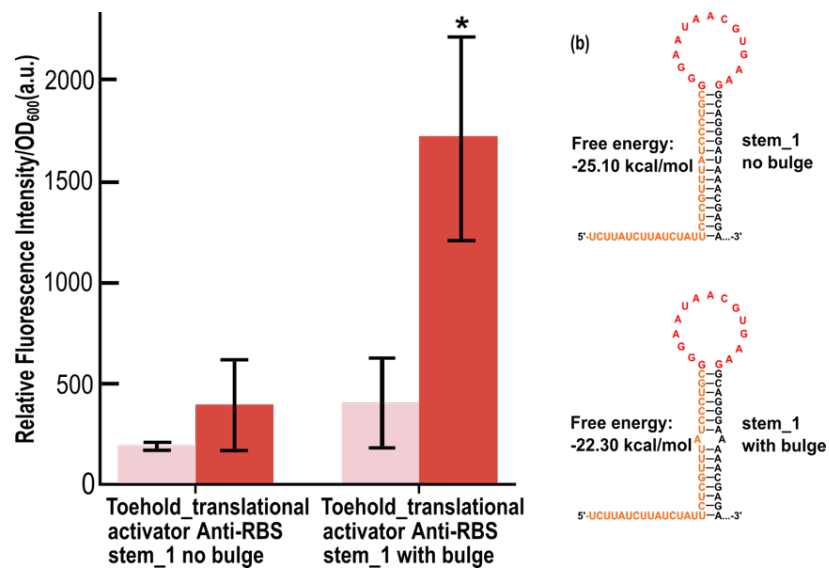 Relative Fluorescence Intensity/OD600(a.u.)
2000
1500
1000
500
0
*
Toehold_translational
activator Anti-RBS
stem_1 no bulge
Toehold_translational
activator Anti-RBS
stem_1 with bulge
(b)
GGAAUAACGUGAAG
Free energy:
-25.10 kcal/mol
stem_1
no bulge
5'-UCUUAUCUUAUCUAUU
A...-3'
GGAAUAACGUGAAG
Free energy:
-22.30 kcal/mol
stem_1
with bulge
5'-UCUUAUCUUAUCUAUU
A...-3'